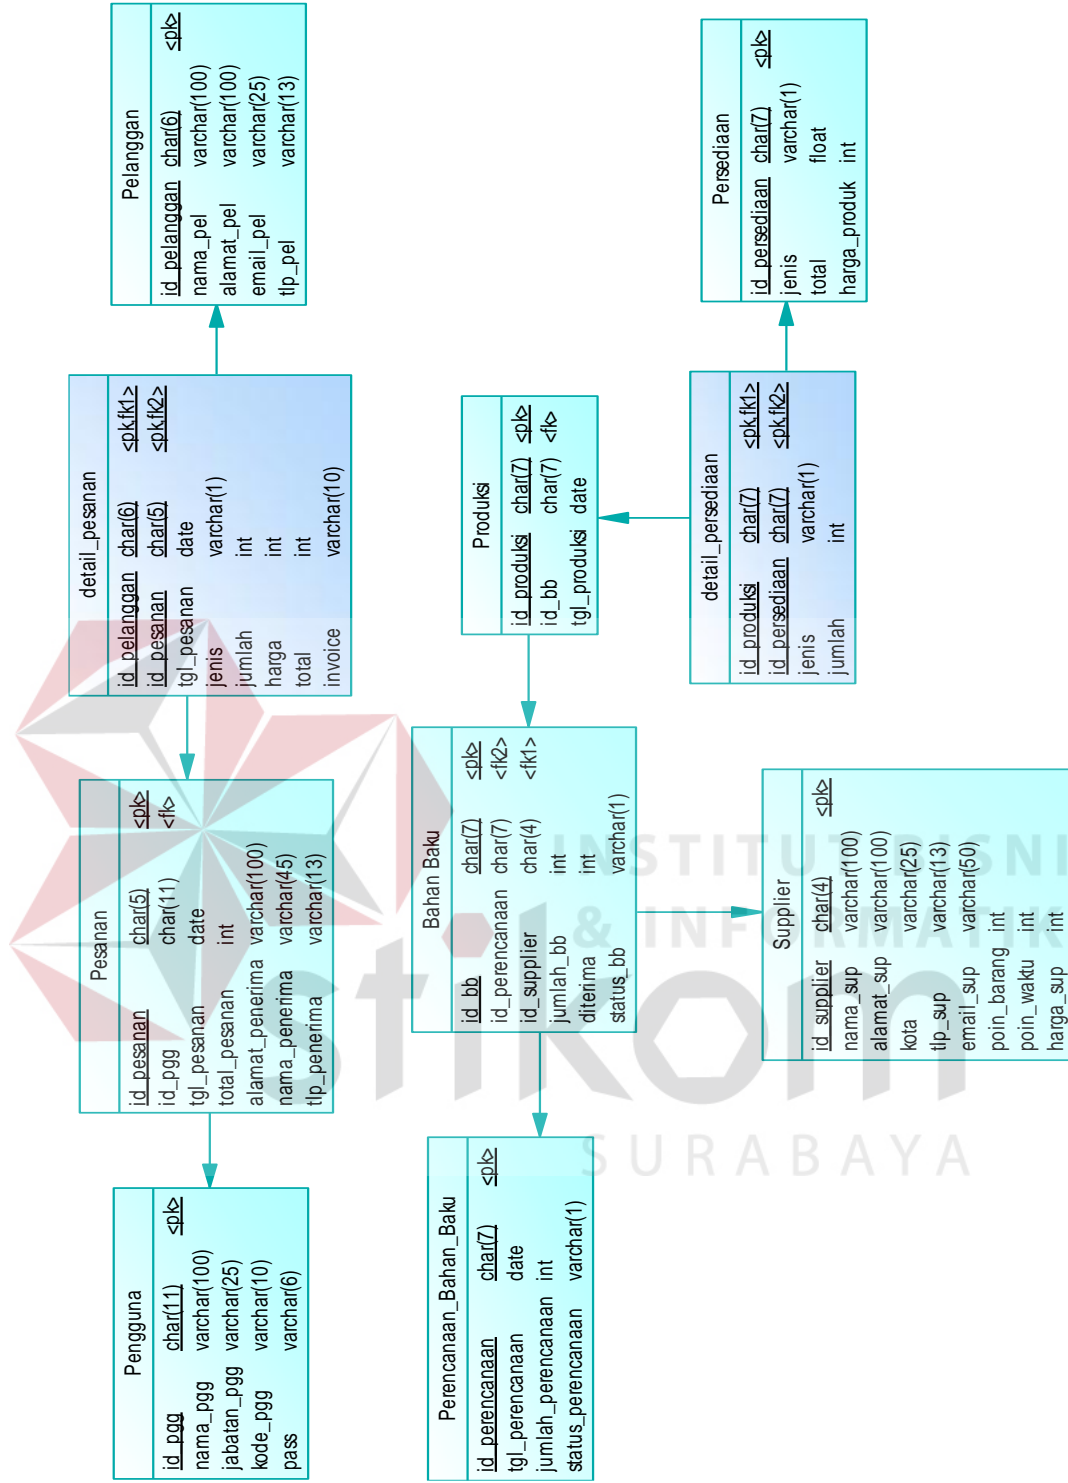 Pengguna
id_pgg char(11) <pk>
nama_pgg varchar(100)
jabatan_pgg varchar(25)
kode_pgg varchar(10)
pass varchar(6)
Pesanan
id_pesanan char(5) <pk>
id_pgg char(11) <fk>
tgl_pesanan date
total_pesanan int
alamat_penerima varchar(100)
nama_penerima varchar(45)
tlp_penerima varchar(13)
detail_pesanan
id_pelanggan char(6) <pk,fk1>
id_pesanan char(5) <pk,fk2>
tgl_pesanan date
jenis varchar(1)
jumlah int
harga int
total int
invoice varchar(10)
Pelanggan
id_pelanggan char(6) <pk>
nama_pel varchar(100)
alamat_pel varchar(100)
email_pel varchar(25)
tlp_pel varchar(13)
Perencanaan_Bahan_Baku
id_perencanaan char(7) <pk>
tgl_perencanaan date
jumlah_perencanaan int
status_perencanaan varchar(1)
Bahan Baku
id_bb char(7) <pk>
id_perencanaan char(7) <fk2>
id_supplier char(4) <fk1>
jumlah_bb int
diterima int
status_bb varchar(1)
Produksi
id_produksi char(7) <pk>
id_bb char(7) <fk>
tgl_produksi date
detail_persediaan
id_produksi char(7) <pk,fk1>
id_persediaan char(7) <pk,fk2>
jenis varchar(1)
jumlah int
Persediaan
id_persediaan char(7) <pk>
jenis varchar(1)
total float
harga_produk int
Supplier
id_supplier char(4) <pk>
nama_sup varchar(100)
alamat_sup varchar(100)
kota varchar(25)
tlp_sup varchar(13)
email_sup varchar(50)
poin_barang int
poin_waktu int
harga_sup int
INSTITUT BISNI
& INFORMATIK
stikom
SURABAYA